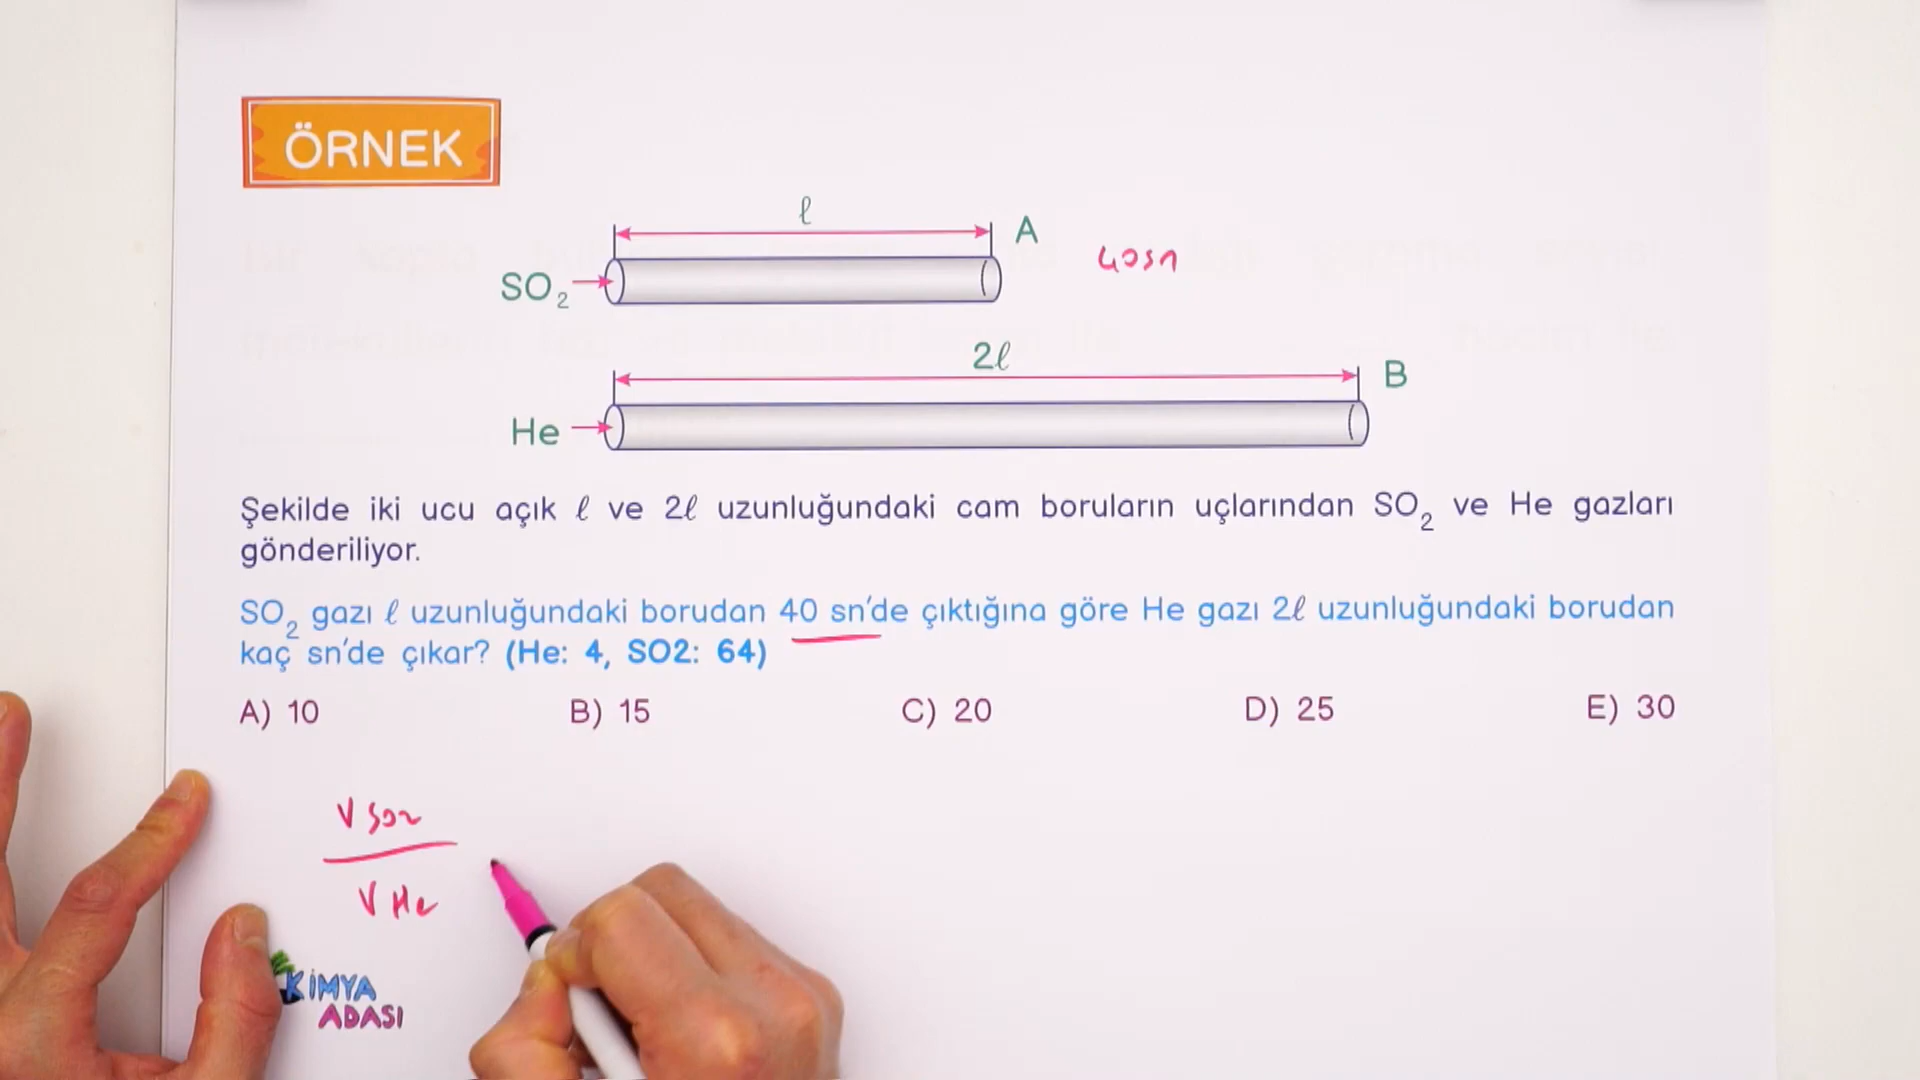 ÖRNEK
ℓ
A
40sn
SO₂
2ℓ
B
He
Şekilde iki ucu açık ℓ ve 2ℓ uzunluğundaki cam boruların uçlarından SO₂ ve He gazları
gönderiliyor.
SO₂ gazı ℓ uzunluğundaki borudan 40 sn'de çıktığına göre He gazı 2ℓ uzunluğundaki borudan
kaç sn'de çıkar? (He: 4, SO2: 64)
A) 10 B) 15 C) 20 D) 25 E) 30
V SO₂
V He
KİMYA
ADASI